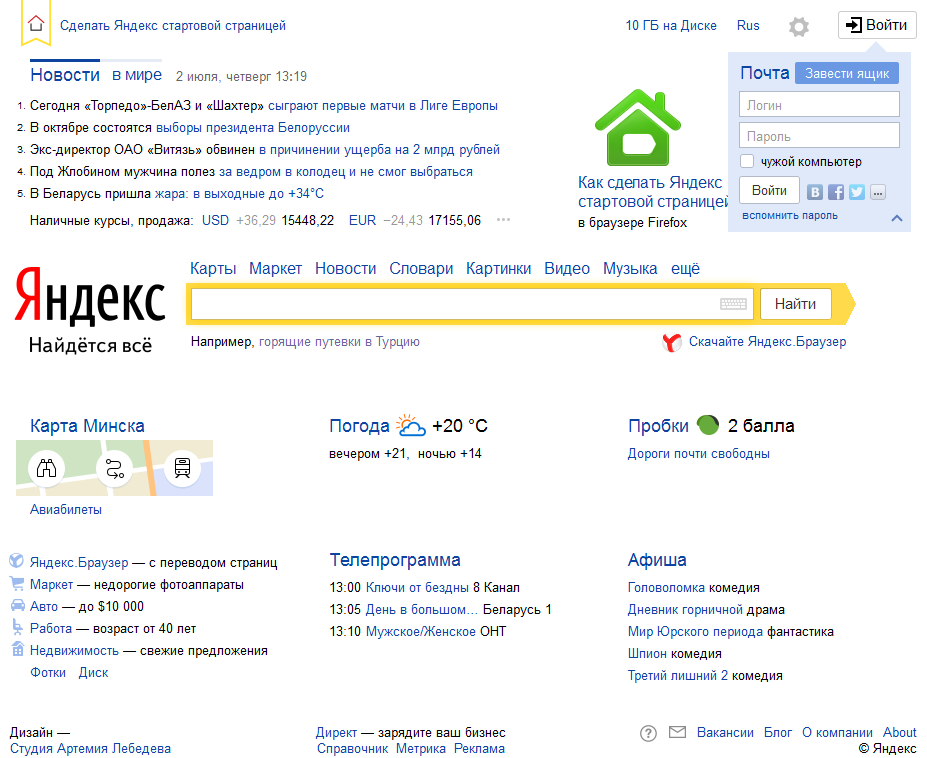 Сделать Яндекс стартовой страницей
10 ГБ на Диске Rus Войти
Новости в мире 2 июля, четверг 13:19
1. Сегодня «Торпедо»-БелАЗ и «Шахтер» сыграют первые матчи в Лиге Европы
2. В октябре состоятся выборы президента Белоруссии
3. Экс-директор ОАО «Витязь» обвинен в причинении ущерба на 2 млрд рублей
4. Под Жлобином мужчина полез за ведром в колодец и не смог выбраться
5. В Беларусь пришла жара: в выходные до +34°C
Наличные курсы, продажа: USD +36,29 15448,22 EUR −24,43 17155,06 ...
Как сделать Яндекс
стартовой страницей
в браузере Firefox
Почта Завести ящик
Логин
Пароль
чужой компьютер
Войти
вспомнить пароль
Яндекс
Найдётся всё
Карты Маркет Новости Словари Картинки Видео Музыка ещё
Найти
Например, горящие путевки в Турцию
Скачайте Яндекс.Браузер
Карта Минска
Авиабилеты
Погода +20 °C
вечером +21, ночью +14
Пробки 2 балла
Дороги почти свободны
Яндекс.Браузер — с переводом страниц
Маркет — недорогие фотоаппараты
Авто — до $10 000
Работа — возраст от 40 лет
Недвижимость — свежие предложения
Фотки Диск
Телепрограмма
13:00 Ключи от бездны 8 Канал
13:05 День в большом... Беларусь 1
13:10 Мужское/Женское ОНТ
Афиша
Головоломка комедия
Дневник горничной драма
Мир Юрского периода фантастика
Шпион комедия
Третий лишний 2 комедия
Дизайн —
Студия Артемия Лебедева
Директ — зарядите ваш бизнес
Справочник Метрика Реклама
? Вакансии Блог О компании About
© Яндекс